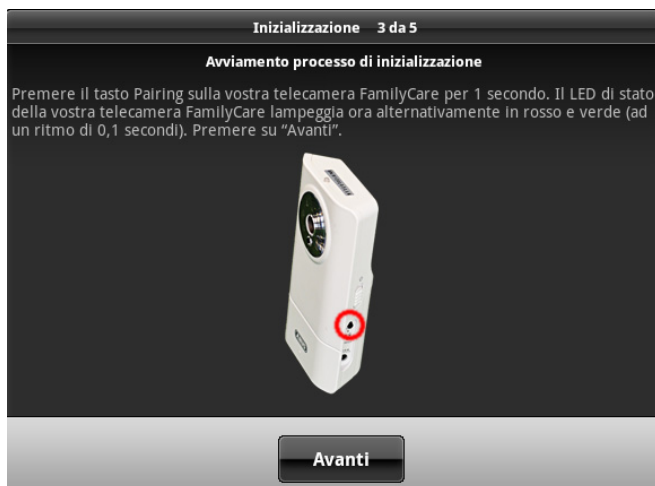 Inizializzazione 3 da 5
Avviamento processo di inizializzazione
Premere il tasto Pairing sulla vostra telecamera FamilyCare per 1 secondo. Il LED di stato
della vostra telecamera FamilyCare lampeggia ora alternativamente in rosso e verde (ad
un ritmo di 0,1 secondi). Premere su “Avanti”.
Avanti